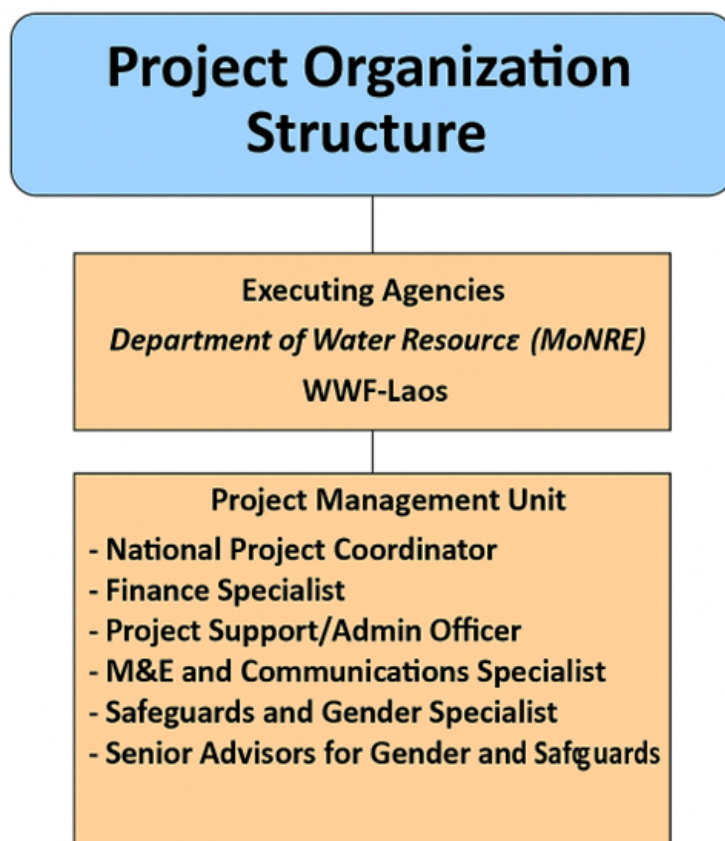 Project Organization
Structure
Executing Agencies
Department of Water Resource (MoNRE)
WWF-Laos
Project Management Unit
- National Project Coordinator
- Finance Specialist
- Project Support/Admin Officer
- M&E and Communications Specialist
- Safeguards and Gender Specialist
- Senior Advisors for Gender and Safguards